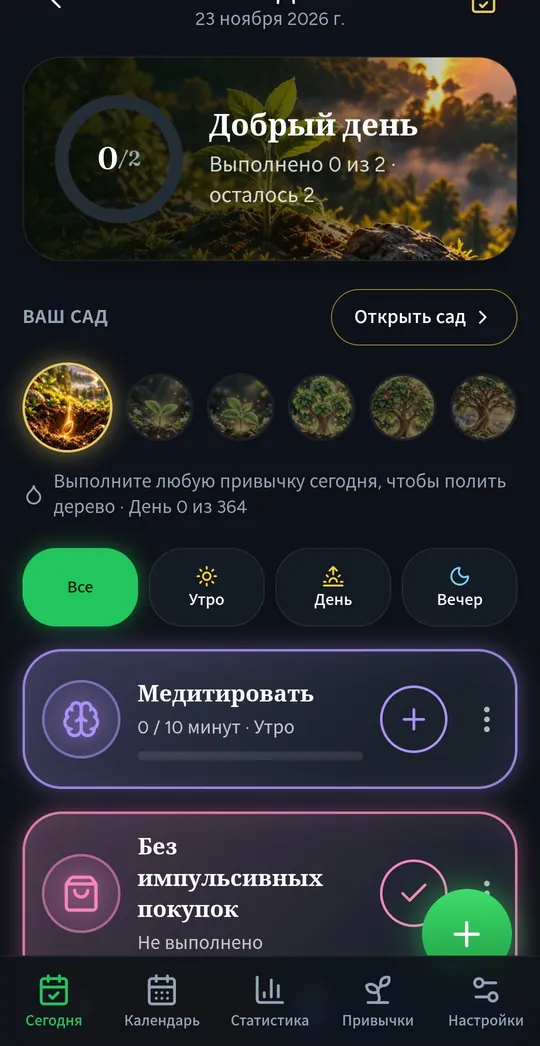 23 ноября 2026 г.
0/2
Добрый день
Выполнено 0 из 2 ·
осталось 2
ВАШ САД
Открыть сад
Выполните любую привычку сегодня, чтобы полить
дерево · День 0 из 364
Все
Утро
День
Вечер
Медитировать
0 / 10 минут · Утро
Без
импульсивных
покупок
Не выполнено
Сегодня
Календарь
Статистика
Привычки
Настройки